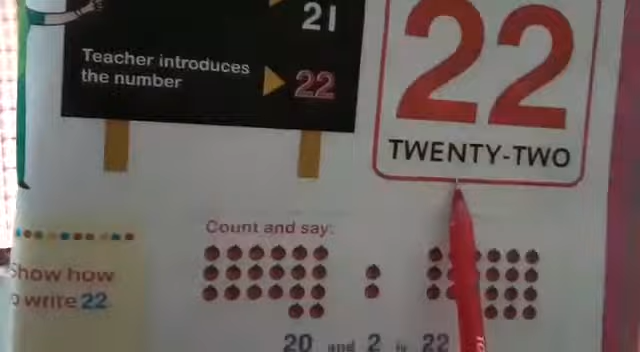 21
Teacher introduces
the number
22
22
TWENTY-TWO
Count and say:
how how
write 22
20 and 2 is 22